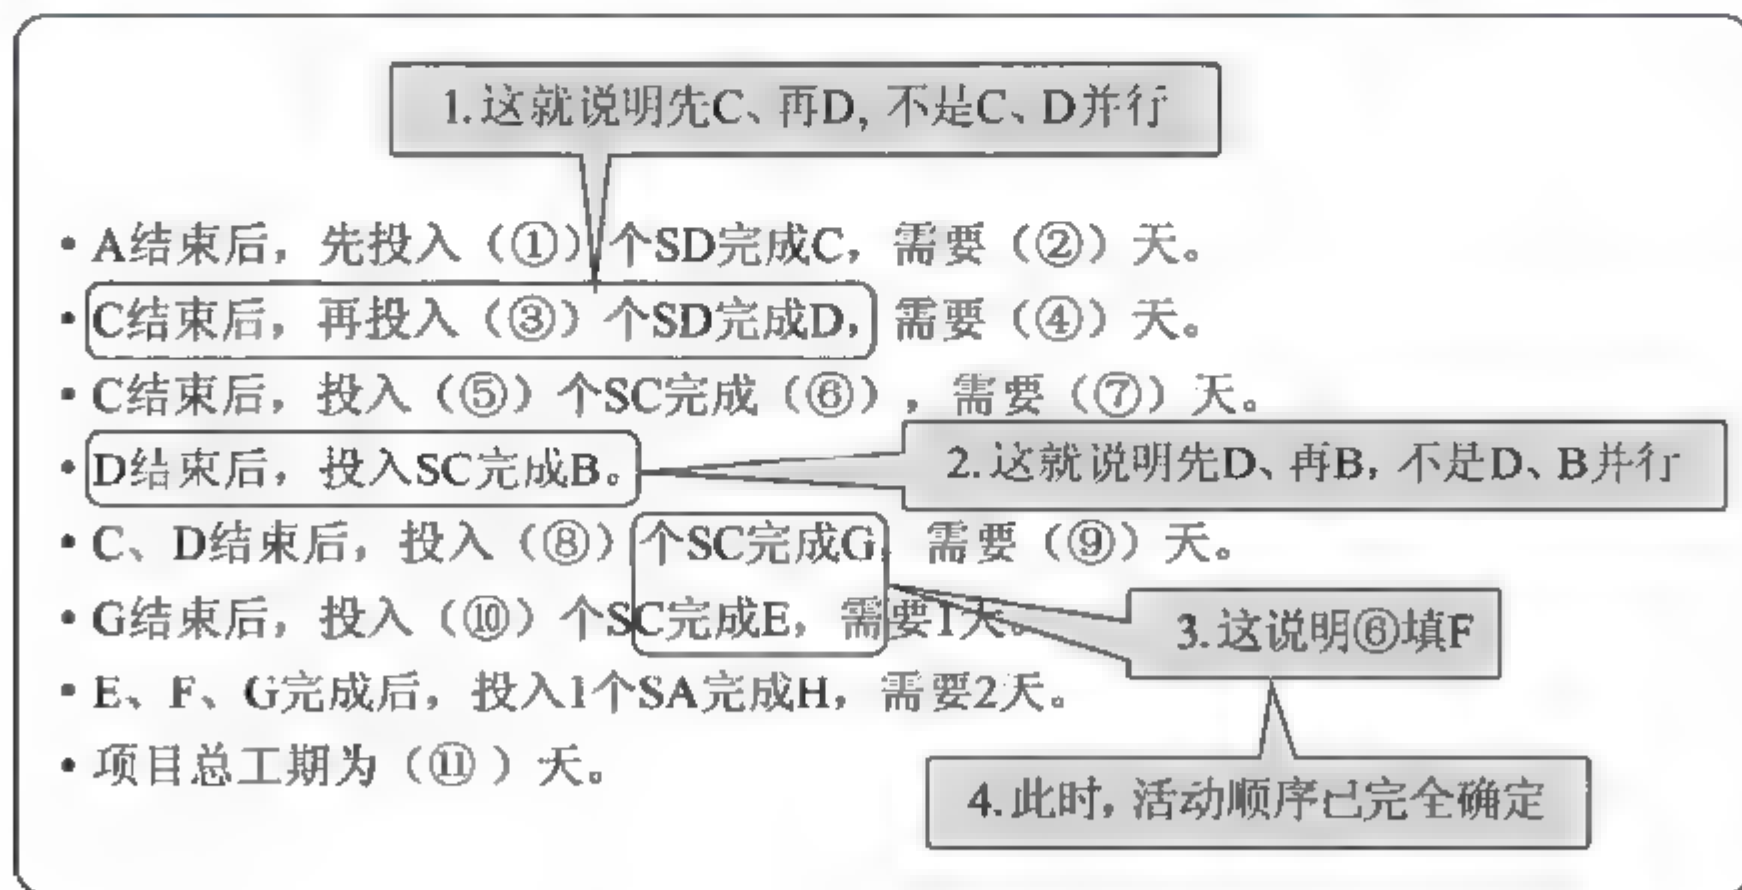 1.这就说明先C、再D, 不是C、D并行
• A结束后，先投入（①）个SD完成C，需要（②）天。
• C结束后，再投入（③）个SD完成D，需要（④）天。
• C结束后，投入（⑤）个SC完成（⑥），需要（⑦）天。
• D结束后，投入SC完成B。
2.这就说明先D、再B, 不是D、B并行
• C、D结束后，投入（⑧）个SC完成G，需要（⑨）天。
• G结束后，投入（⑩）个SC完成E，需要1天。
3.这说明⑥填F
• E、F、G完成后，投入1个SA完成H，需要2天。
• 项目总工期为（⑪）天。
4.此时, 活动顺序已完全确定